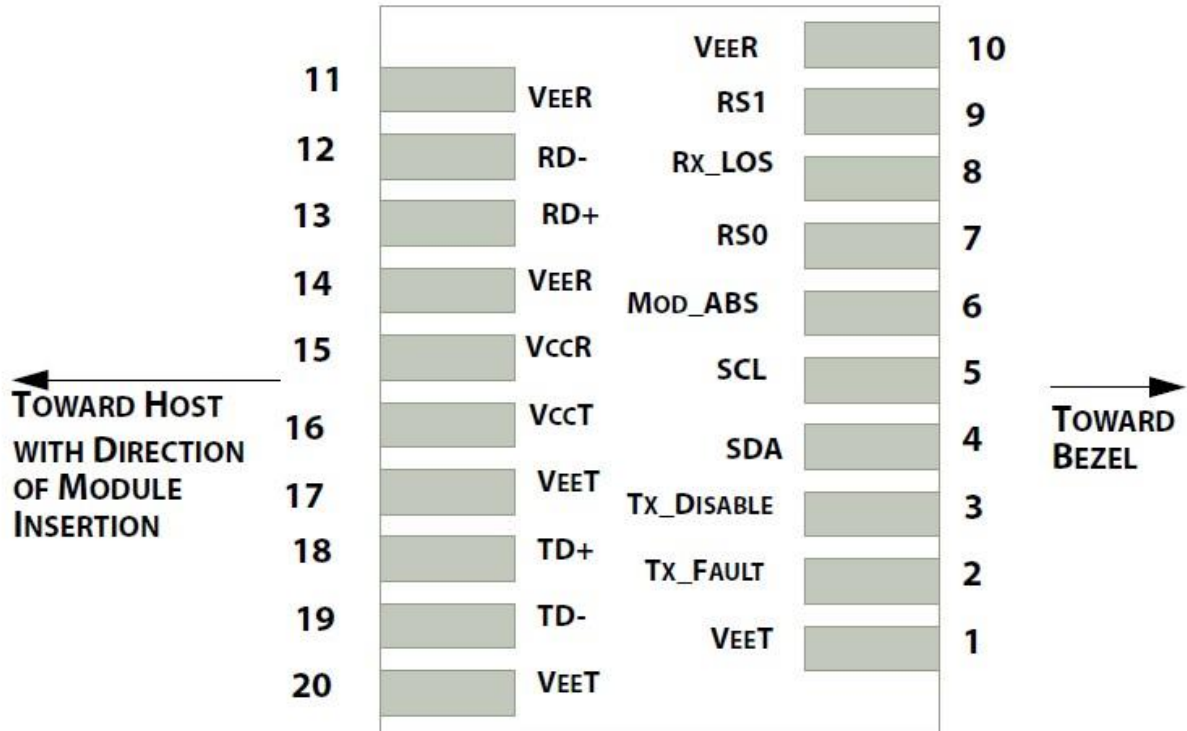 11 VEER
12 RD-
13 RD+
14 VEER
15 VCCR
16 VCCT
17 VEET
18 TD+
19 TD-
20 VEET
VEER 10
RS1 9
RX_LOS 8
RS0 7
MOD_ABS 6
SCL 5
SDA 4
TX_DISABLE 3
TX_FAULT 2
VEET 1
TOWARD HOST
WITH DIRECTION
OF MODULE
INSERTION
TOWARD
BEZEL